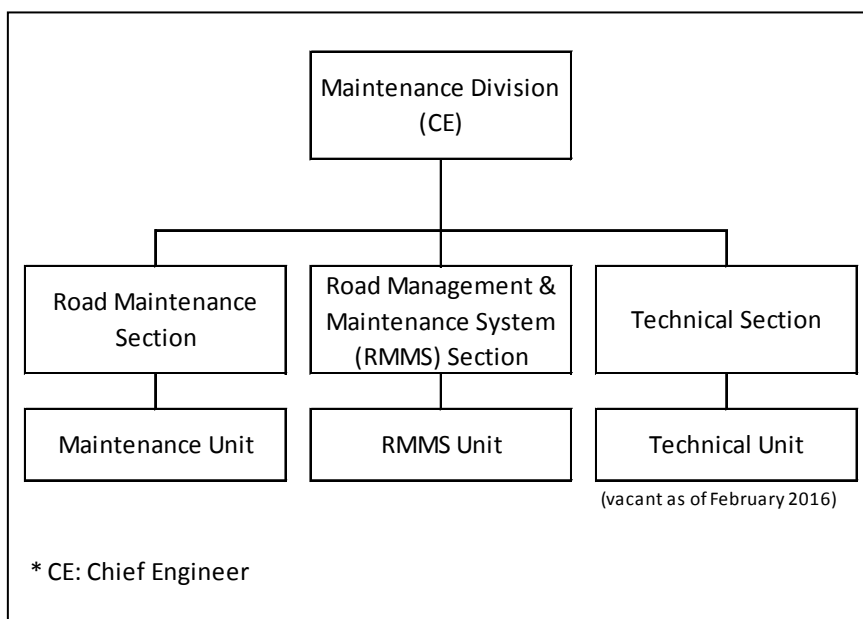 Maintenance Division
(CE)
Road Maintenance
Section
Road Management &
Maintenance System
(RMMS) Section
Technical Section
Maintenance Unit
RMMS Unit
Technical Unit
(vacant as of February 2016)
* CE: Chief Engineer